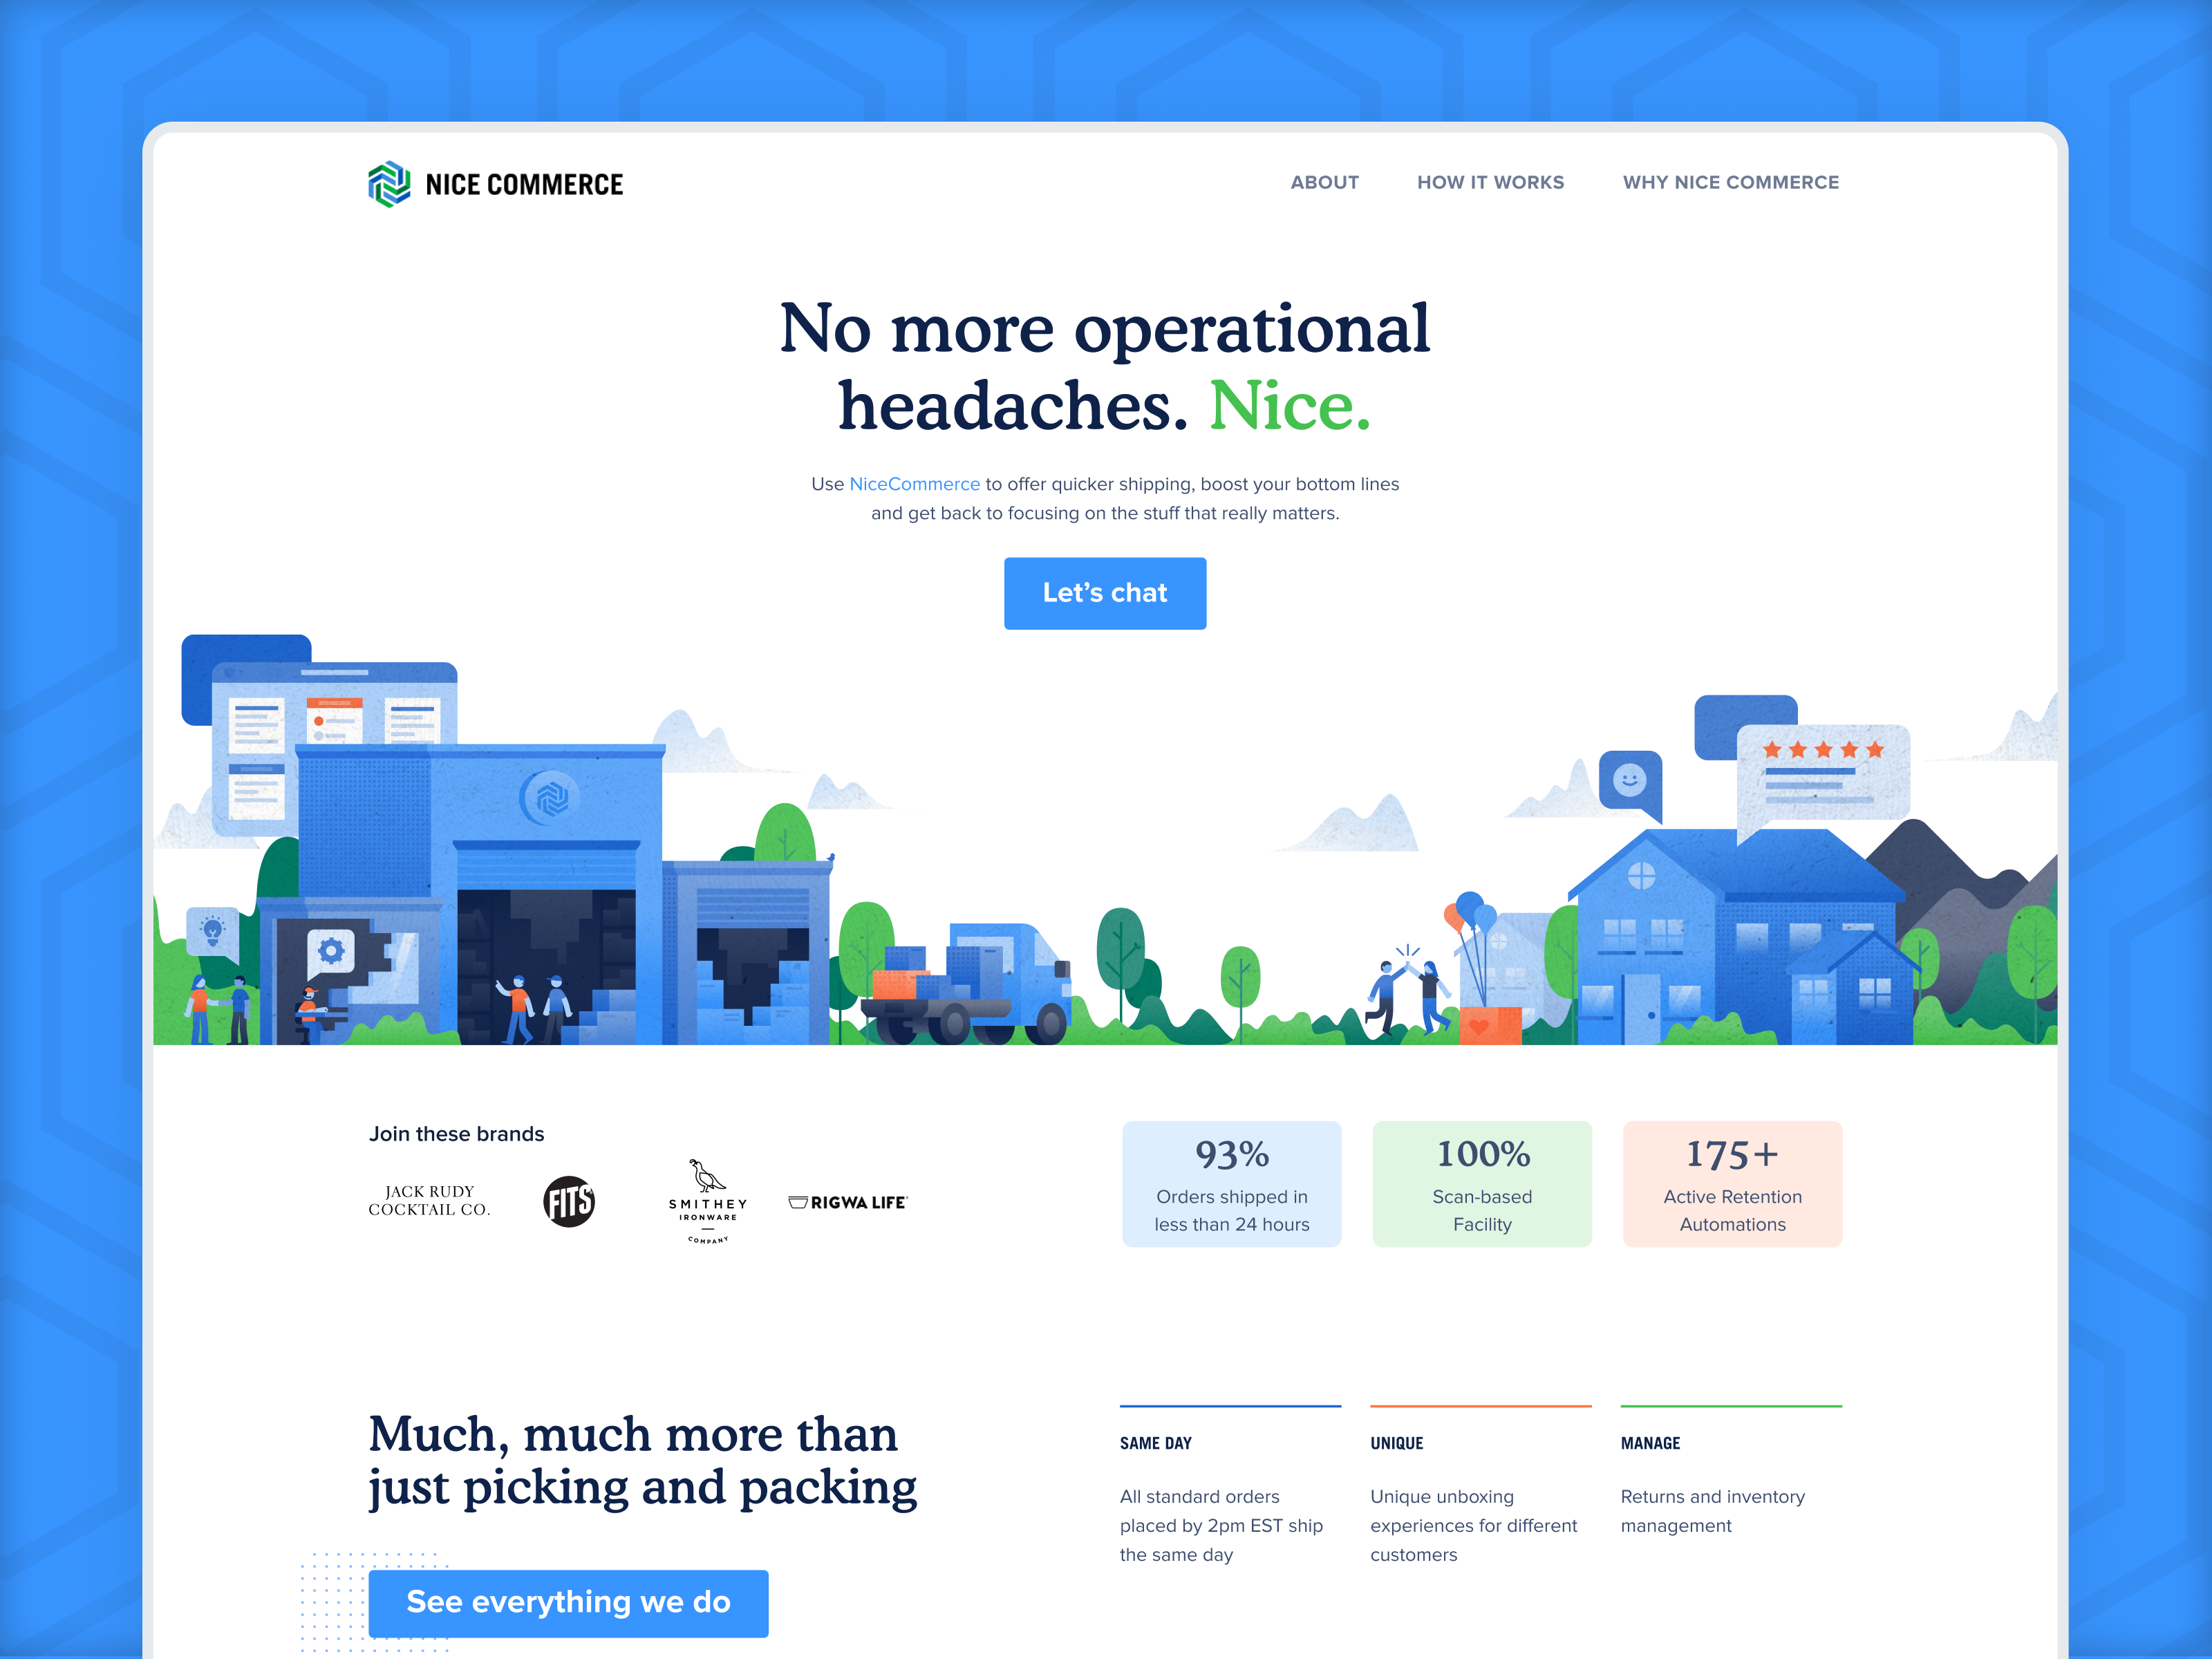 NICE COMMERCE
ABOUT
HOW IT WORKS
WHY NICE COMMERCE
No more operational
headaches. Nice.
Use NiceCommerce to offer quicker shipping, boost your bottom lines
and get back to focusing on the stuff that really matters.
Let’s chat
Join these brands
JACK RUDY
COCKTAIL CO.
FITS
SMITHEY
IRONWARE
COMPANY
RIGWA LIFE
93%
Orders shipped in
less than 24 hours
100%
Scan-based
Facility
175+
Active Retention
Automations
Much, much more than
just picking and packing
See everything we do
SAME DAY
All standard orders
placed by 2pm EST ship
the same day
UNIQUE
Unique unboxing
experiences for different
customers
MANAGE
Returns and inventory
management